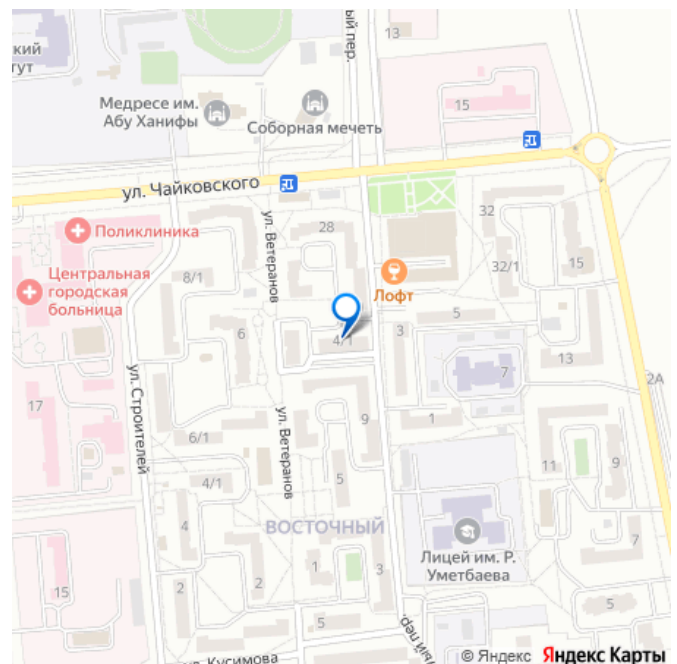 ый пер.
13
кий
тут
Медресе им.
Абу Ханифы
Соборная мечеть
15
ул. Чайковского
Поликлиника
ул. Ветеранов
28
32
Центральная
городская
больница
8/1
Лофт
32/1
15
6
4/1
3
5
13
7
2А
17
ул. Строителей
9
1
ул. Ветеранов
6/1
5
11
9
4/1
4
ВОСТОЧНЫЙ
Лицей им. Р.
Уметбаева
7
15
2
2
1
3
5
5
ный пер.
Кусимова
© Яндекс Яндекс Карты